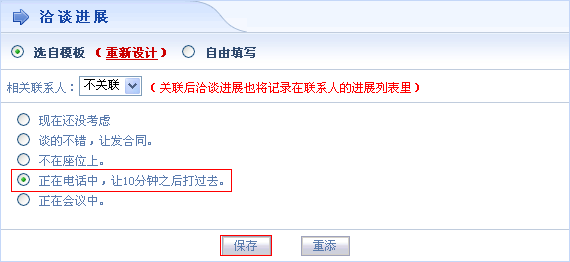 洽谈进展
选自模板 （重新设计） 自由填写
相关联系人： 不关联 （关联后洽谈进展也将记录在联系人的进展列表里）
现在还没考虑
谈的不错，让发合同。
不在座位上。
正在电话中，让10分钟之后打过去。
正在会议中。
保存 重添